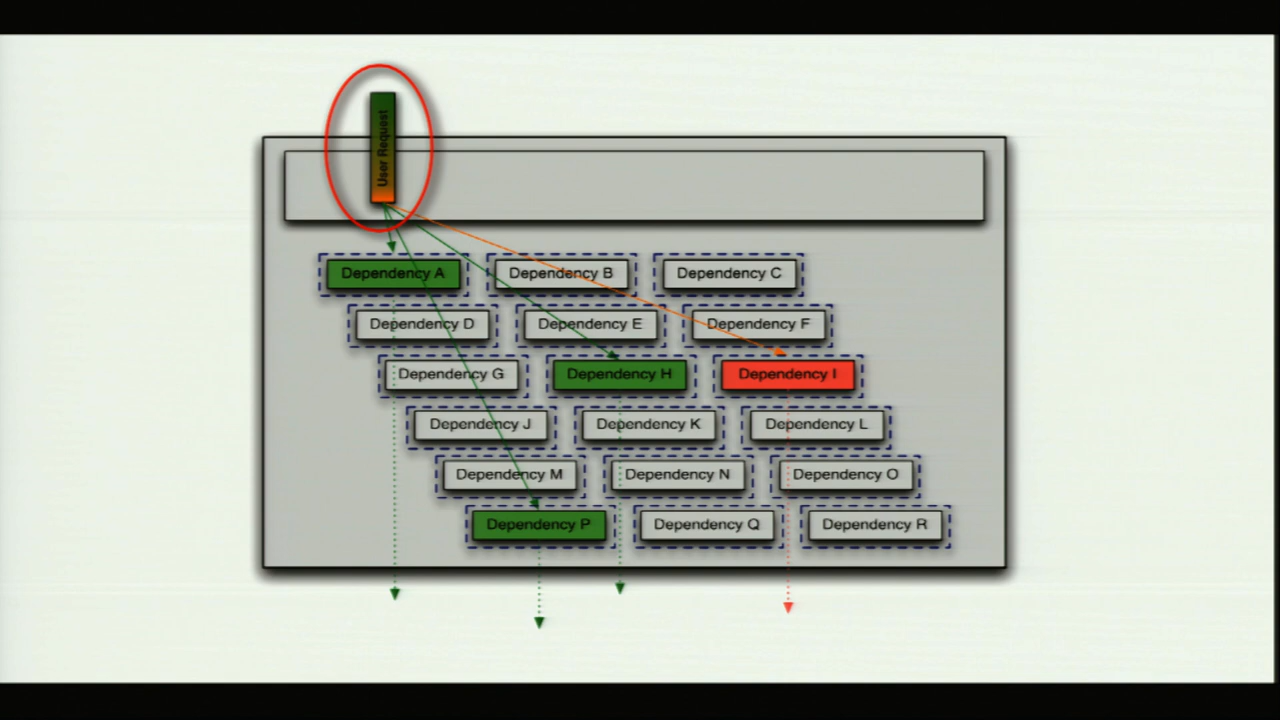 User Request
Dependency A
Dependency B
Dependency C
Dependency D
Dependency E
Dependency F
Dependency G
Dependency H
Dependency I
Dependency J
Dependency K
Dependency L
Dependency M
Dependency N
Dependency O
Dependency P
Dependency Q
Dependency R